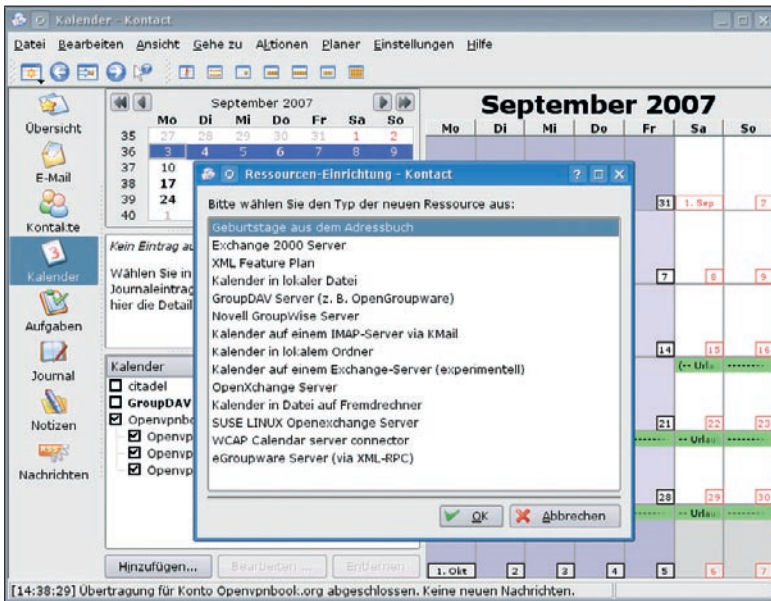 Kalender - Kontact
Datei Bearbeiten Ansicht Gehe zu Aktionen Planer Einstellungen Hilfe
Übersicht
E-Mail
Kontakte
Kalender
Aufgaben
Journal
Notizen
Nachrichten
September 2007
Mo Di Mi Do Fr Sa So
35 27 28 29 30 31 1 2
36 3 4 5 6 7 8 9
37 10
38 17
39 24
40 1
Kein Eintrag
Wählen Sie in
Journaleintrag
hier die Detail
Kalender
citadel
GroupDAV
Openvpnbo
Openvp
Openvp
Openvp
Hinzufügen... Bearbeiten ... Entfernen
September 2007
Mo Di Mi Do Fr Sa So
31 1. Sep 2
7 8 9
14 15 16
(-- Urla
21 22 23
-- Urlau
28 29 30
-- Urlau
1. Okt 2 3 4 5 6 7
Ressourcen-Einrichtung - Kontact
Bitte wählen Sie den Typ der neuen Ressource aus:
Geburtstage aus dem Adressbuch
Exchange 2000 Server
XML Feature Plan
Kalender in lokaler Datei
GroupDAV Server (z. B. OpenGroupware)
Novell GroupWise Server
Kalender auf einem IMAP-Server via KMail
Kalender in lokalem Ordner
Kalender auf einem Exchange-Server (experimentell)
OpenXchange Server
Kalender in Datei auf Fremdrechner
SUSE LINUX Openexchange Server
WCAP Calendar server connector
eGroupware Server (via XML-RPC)
OK Abbrechen
[14:38:29] Übertragung für Konto Openvpnbook.org abgeschlossen. Keine neuen Nachrichten.